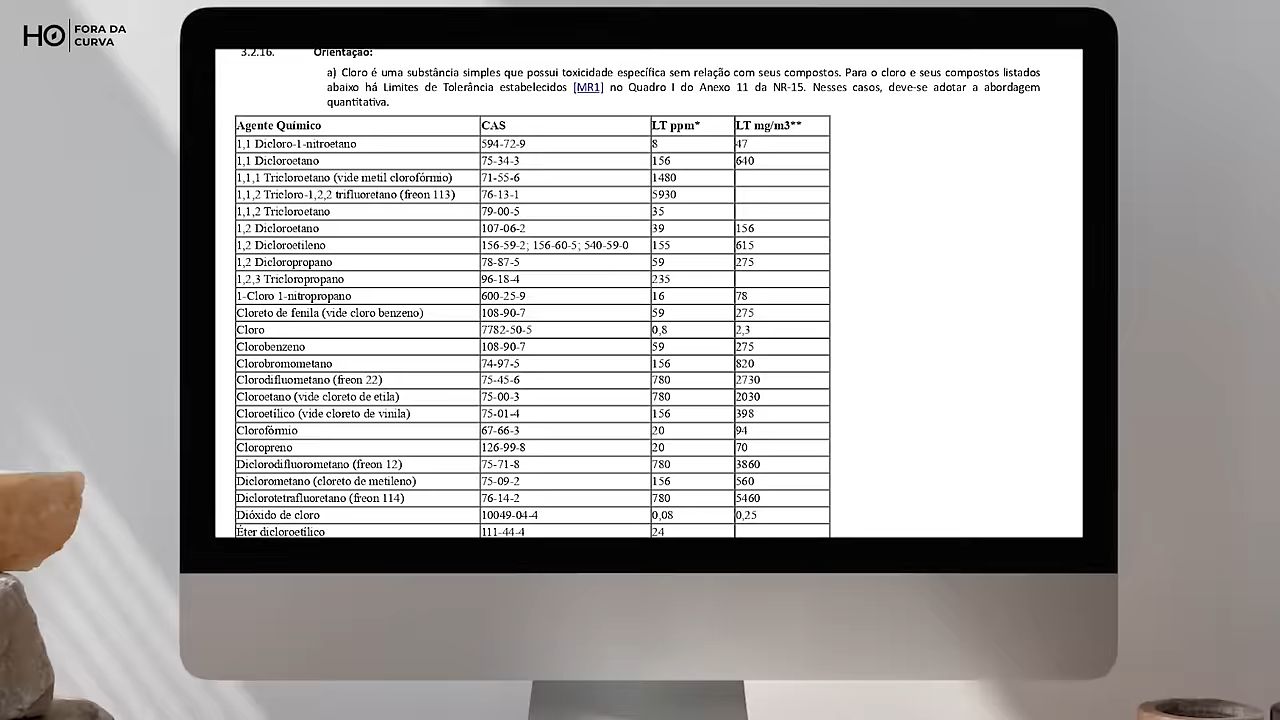 HO FORA DA
CURVA
3.2.16. Orientação:
a) Cloro é uma substância simples que possui toxicidade específica sem relação com seus compostos. Para o cloro e seus compostos listados
abaixo há Limites de Tolerância estabelecidos [MR1] no Quadro I do Anexo 11 da NR-15. Nesses casos, deve-se adotar a abordagem
quantitativa.
Agente Químico CAS LT ppm* LT mg/m3**
1,1 Dicloro-1-nitroetano 594-72-9 8 47
1,1 Dicloroetano 75-34-3 156 640
1,1,1 Tricloroetano (vide metil clorofórmio) 71-55-6 1480
1,1,2 Tricloro-1,2,2 trifluoretano (freon 113) 76-13-1 5930
1,1,2 Tricloroetano 79-00-5 35
1,2 Dicloroetano 107-06-2 39 156
1,2 Dicloroetileno 156-59-2; 156-60-5; 540-59-0 155 615
1,2 Dicloropropano 78-87-5 59 275
1,2,3 Tricloropropano 96-18-4 235
1-Cloro 1-nitropropano 600-25-9 16 78
Cloreto de fenila (vide cloro benzeno) 108-90-7 59 275
Cloro 7782-50-5 0,8 2,3
Clorobenzeno 108-90-7 59 275
Clorobromometano 74-97-5 156 820
Clorodifluometano (freon 22) 75-45-6 780 2730
Cloroetano (vide cloreto de etila) 75-00-3 780 2030
Cloroetílico (vide cloreto de vinila) 75-01-4 156 398
Clorofórmio 67-66-3 20 94
Cloropreno 126-99-8 20 70
Diclorodifluorometano (freon 12) 75-71-8 780 3860
Diclorometano (cloreto de metileno) 75-09-2 156 560
Diclorotetrafluoretano (freon 114) 76-14-2 780 5460
Dióxido de cloro 10049-04-4 0,08 0,25
Éter dicloroetílico 111-44-4 24